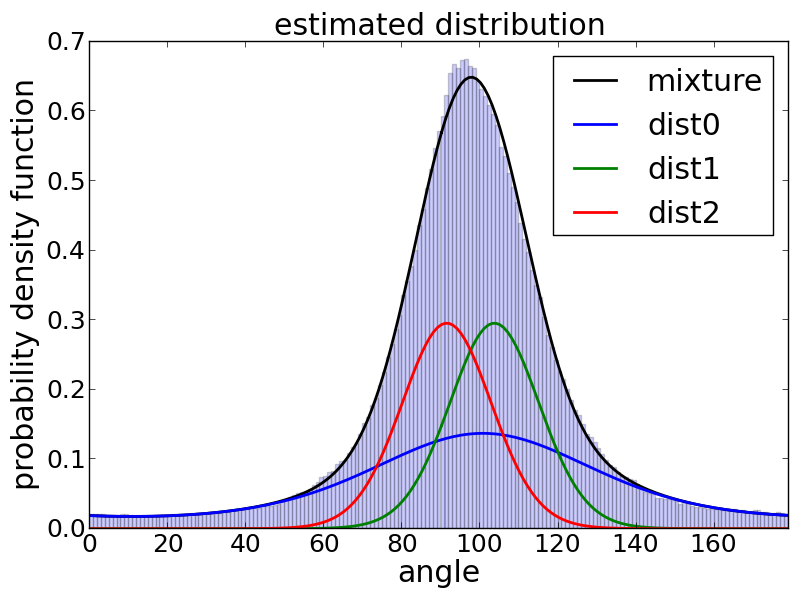 estimated distribution
probability density function
0.7
0.6
0.5
0.4
0.3
0.2
0.1
0.0
mixture
dist0
dist1
dist2
0 20 40 60 80 100 120 140 160
angle